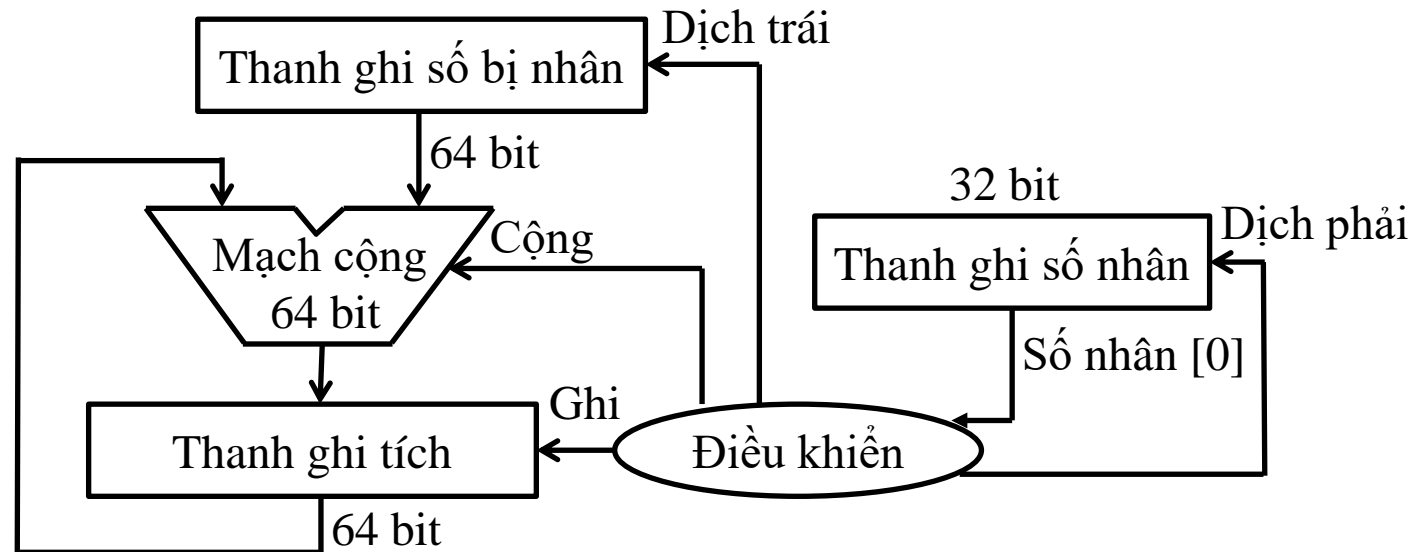 Dịch trái
Thanh ghi số bị nhân
64 bit
32 bit
Dịch phải
Cộng
Mạch cộng
64 bit
Thanh ghi số nhân
Số nhân [0]
Ghi
Thanh ghi tích
Điều khiển
64 bit